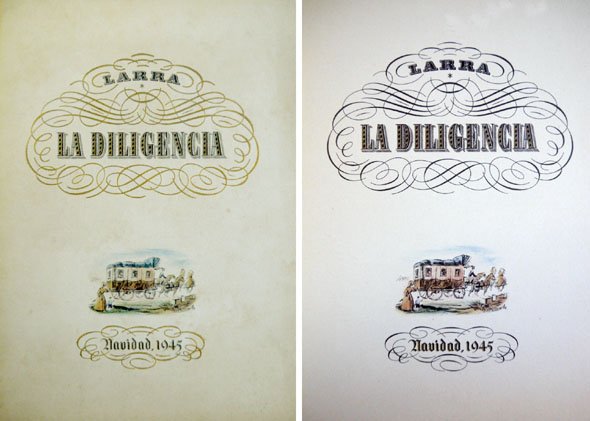 LARRA
*
LA DILIGENCIA
Navidad, 1945
LARRA
*
LA DILIGENCIA
Navidad, 1945